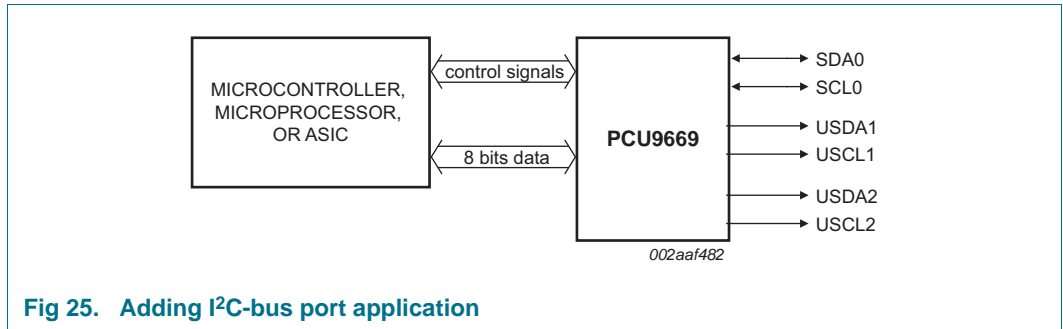 MICROCONTROLLER,
MICROPROCESSOR,
OR ASIC
control signals
8 bits data
PCU9669
SDA0
SCL0
USDA1
USCL1
USDA2
USCL2
002aaf482
Fig 25. Adding I²C-bus port application